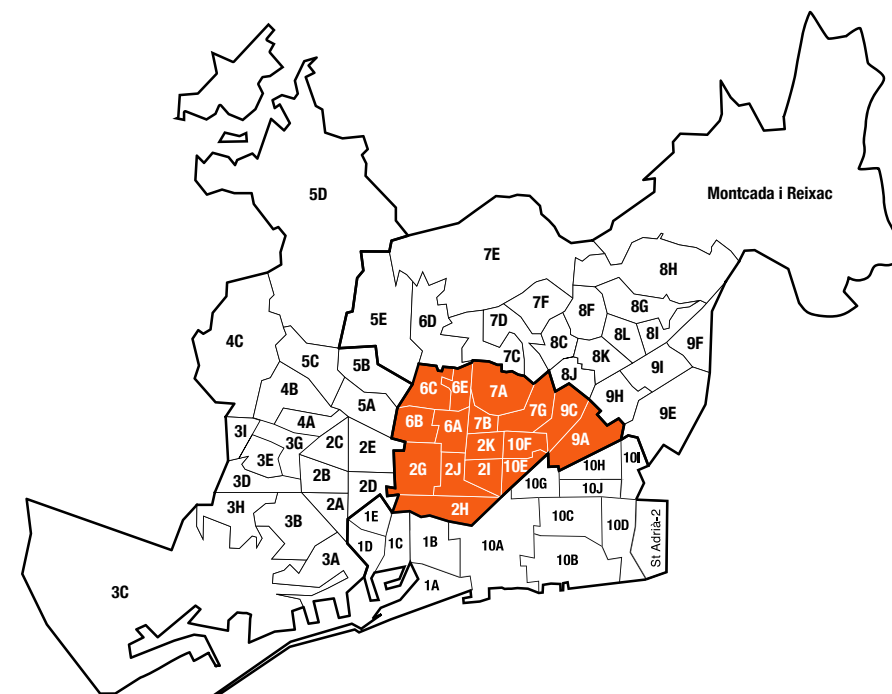 5D
Montcada i Reixac
7E
8H
8G
7F
8F
5E
6D
7D
8L
8I
4C
8C
9F
7C
8K
5C
5B
9I
8J
4B
6C
6E
7A
9H
5A
7G
9C
9E
6B
6A
7B
4A
3I
3G
2C
2E
2K
10F
9A
3E
2G
2J
2I
10E
10H
10I
3D
2B
2D
10G
10J
3H
2A
2H
3B
1E
10C
10D
St Adrià-2
1D
1C
1B
10A
3A
10B
1A
3C